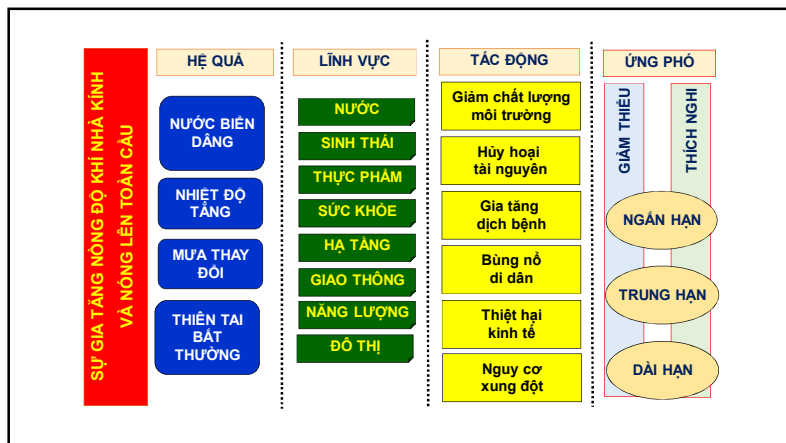 SỰ GIA TĂNG NỒNG ĐỘ KHÍ NHÀ KÍNH
VÀ NÓNG LÊN TOÀN CẦU
HỆ QUẢ
NƯỚC BIỂN
DÂNG
NHIỆT ĐỘ
TĂNG
MƯA THAY
ĐỔI
THIÊN TAI
BẤT
THƯỜNG
LĨNH VỰC
NƯỚC
SINH THÁI
THỰC PHẨM
SỨC KHỎE
HẠ TẦNG
GIAO THÔNG
NĂNG LƯỢNG
ĐÔ THỊ
TÁC ĐỘNG
Giảm chất lượng
môi trường
Hủy hoại
tài nguyên
Gia tăng
dịch bệnh
Bùng nổ
di dân
Thiệt hại
kinh tế
Nguy cơ
xung đột
ỨNG PHÓ
GIẢM THIỂU
THÍCH NGHI
NGẮN HẠN
TRUNG HẠN
DÀI HẠN